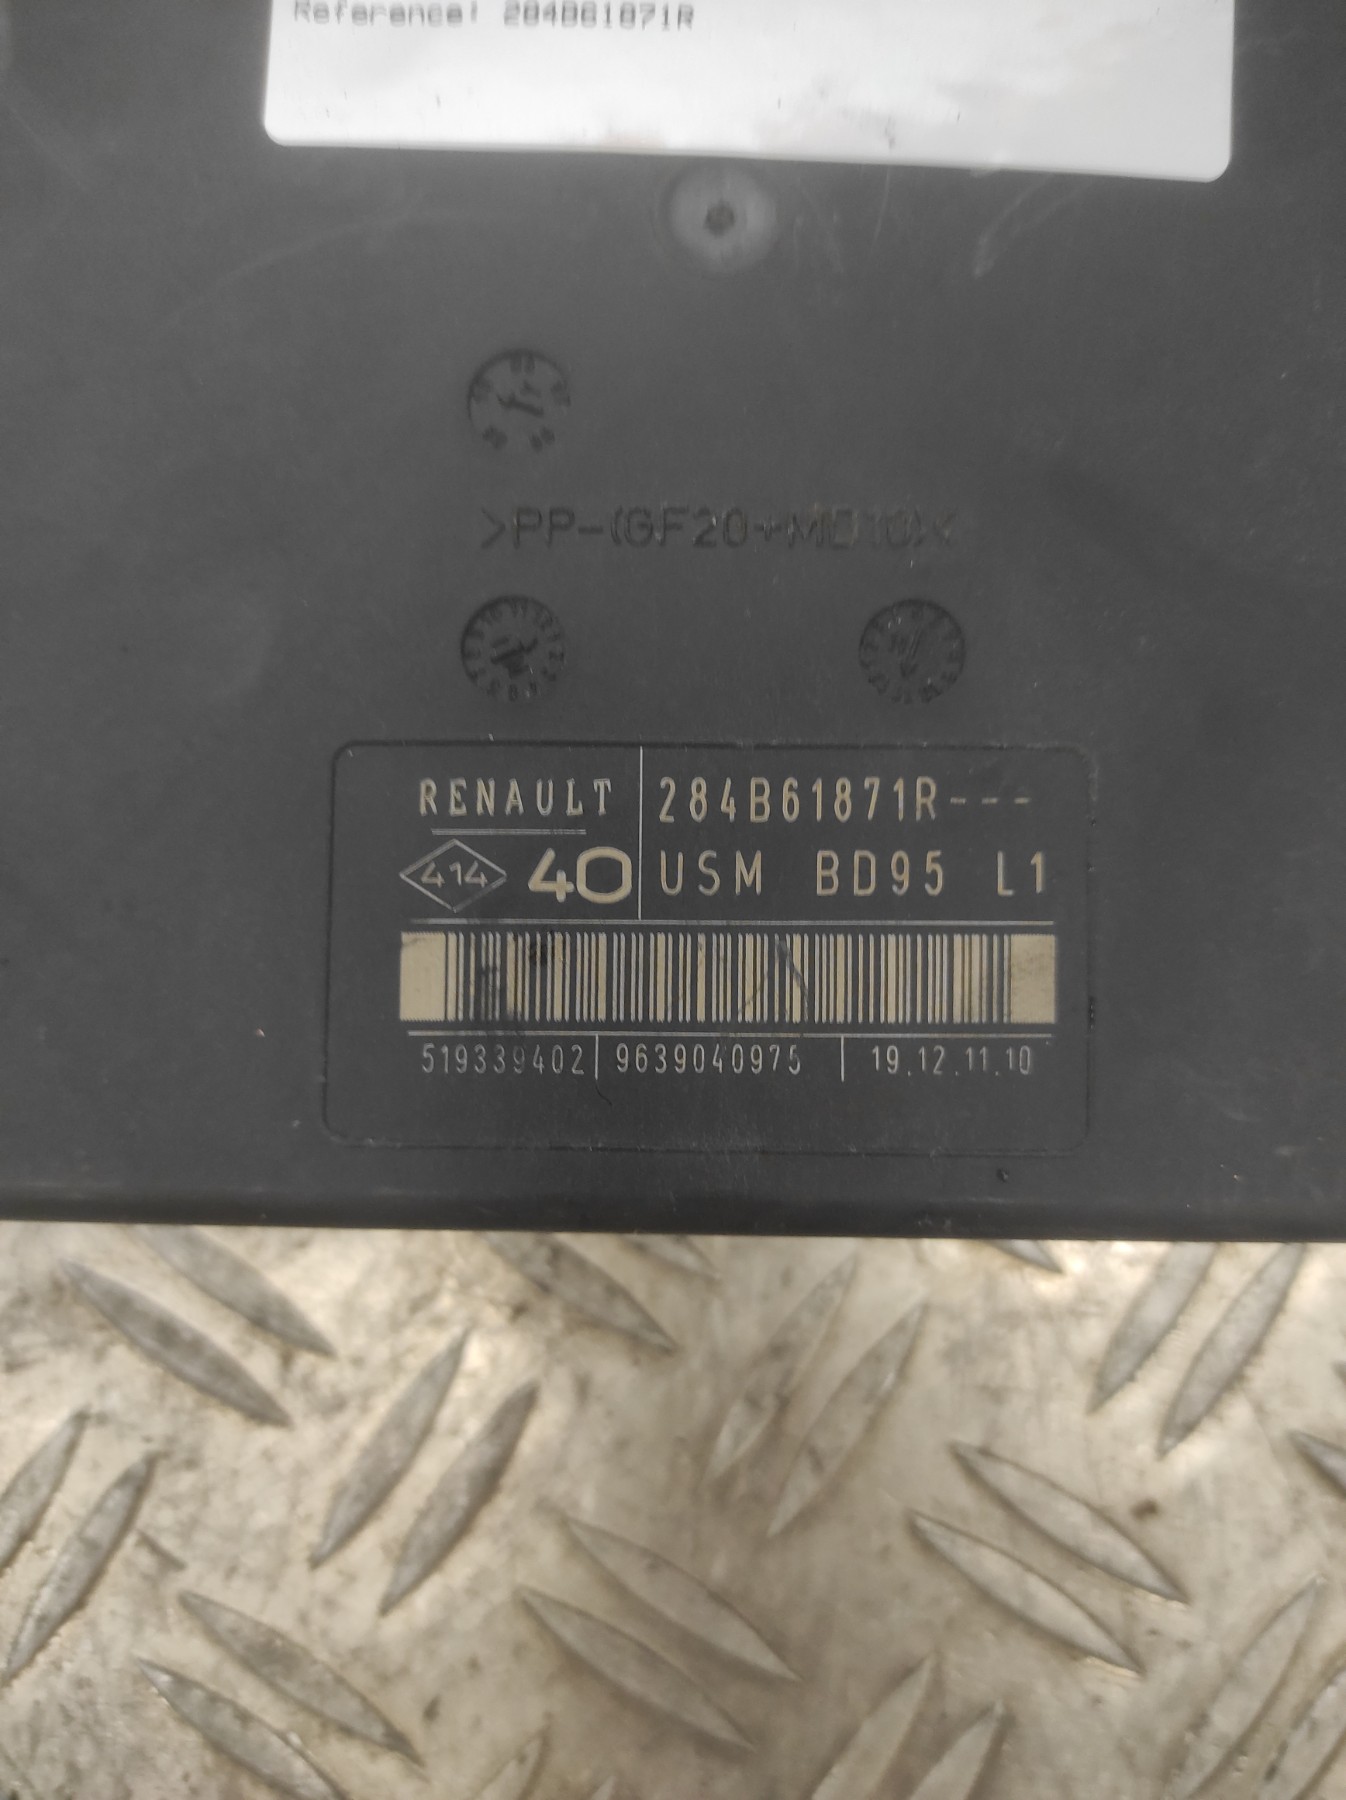 Reference: 284B61871R
>PP-(GF20+MD10)<
RENAULT 284B61871R---
414 40 USM BD95 L1
519339402 9639040975 19.12.11.10